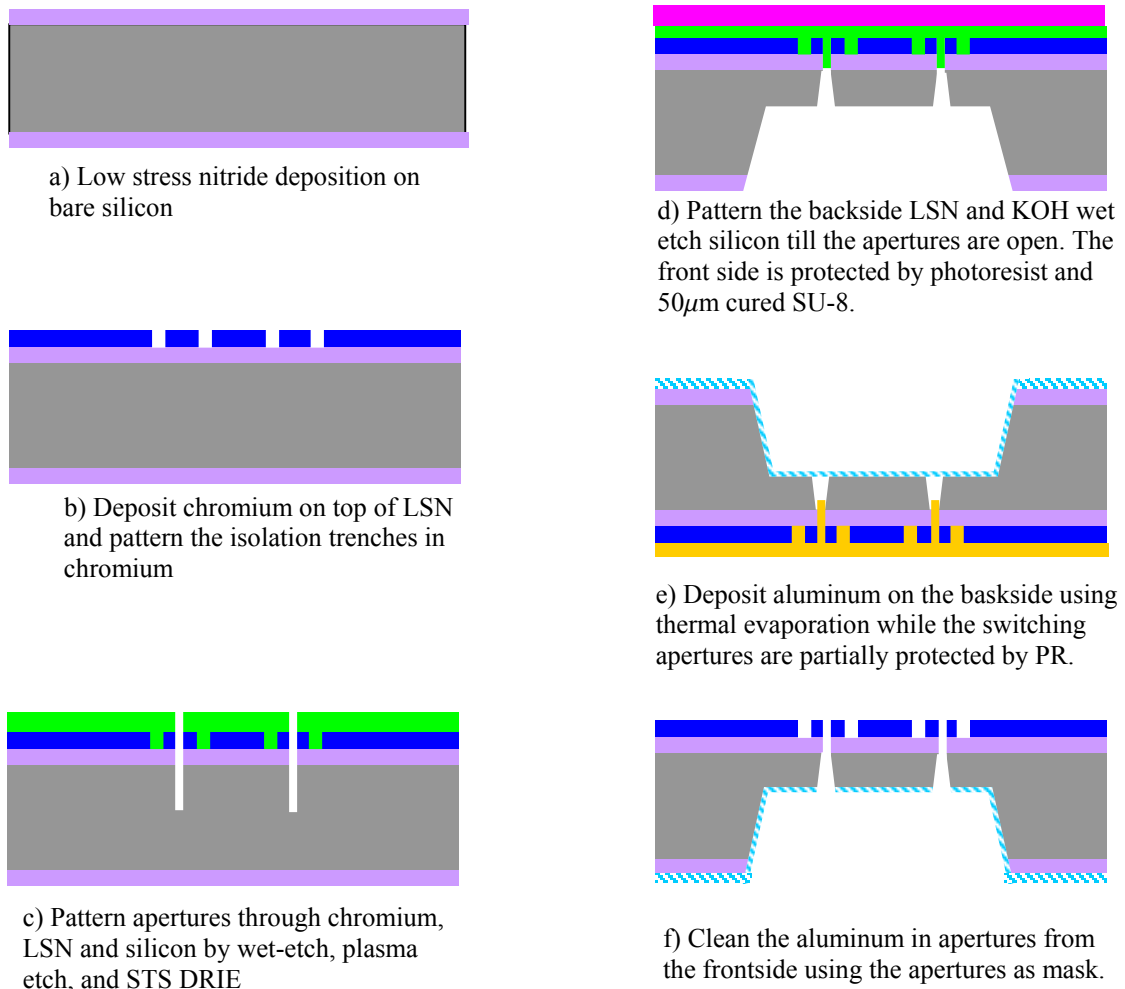 a) Low stress nitride deposition on
bare silicon
b) Deposit chromium on top of LSN
and pattern the isolation trenches in
chromium
c) Pattern apertures through chromium,
LSN and silicon by wet-etch, plasma
etch, and STS DRIE
d) Pattern the backside LSN and KOH wet
etch silicon till the apertures are open. The
front side is protected by photoresist and
50μm cured SU-8.
e) Deposit aluminum on the baskside using
thermal evaporation while the switching
apertures are partially protected by PR.
f) Clean the aluminum in apertures from
the frontside using the apertures as mask.